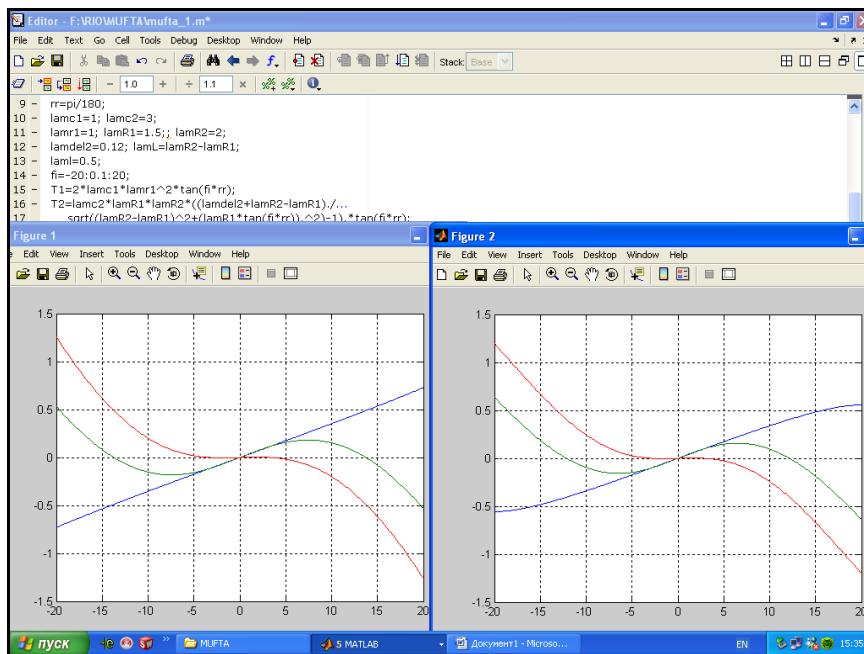 Editor - F:\RIO\MUFTA\mufta_1.m*
File Edit Text Go Cell Tools Debug Desktop Window Help
Stack: Base
- 1.0 + ÷ 1.1 ×
9 - rr=pi/180;
10 - lamc1=1; lamc2=3;
11 - lamr1=1; lamR1=1.5;; lamR2=2;
12 - lamdel2=0.12; lamL=lamR2-lamR1;
13 - laml=0.5;
14 - fi=-20:0.1:20;
15 - T1=2*lamc1*lamr1^2*tan(fi*rr);
16 - T2=lamc2*lamR1*lamR2*((lamdel2+lamR2-lamR1)./...
17 sqrt((lamR2-lamR1)^2+(lamR1*tan(fi*rr)).^2)-1).*tan(fi*rr);
Figure 1
Edit View Insert Tools Desktop Window Help
1.5
1
0.5
0
-0.5
-1
-1.5
-20 -15 -10 -5 0 5 10 15 20
Figure 2
File Edit View Insert Tools Desktop Window Help
1.5
1
0.5
0
-0.5
-1
-1.5
-20 -15 -10 -5 0 5 10 15 20
пуск » MUFTA 5 MATLAB Документ1 - Microso... EN 15:35